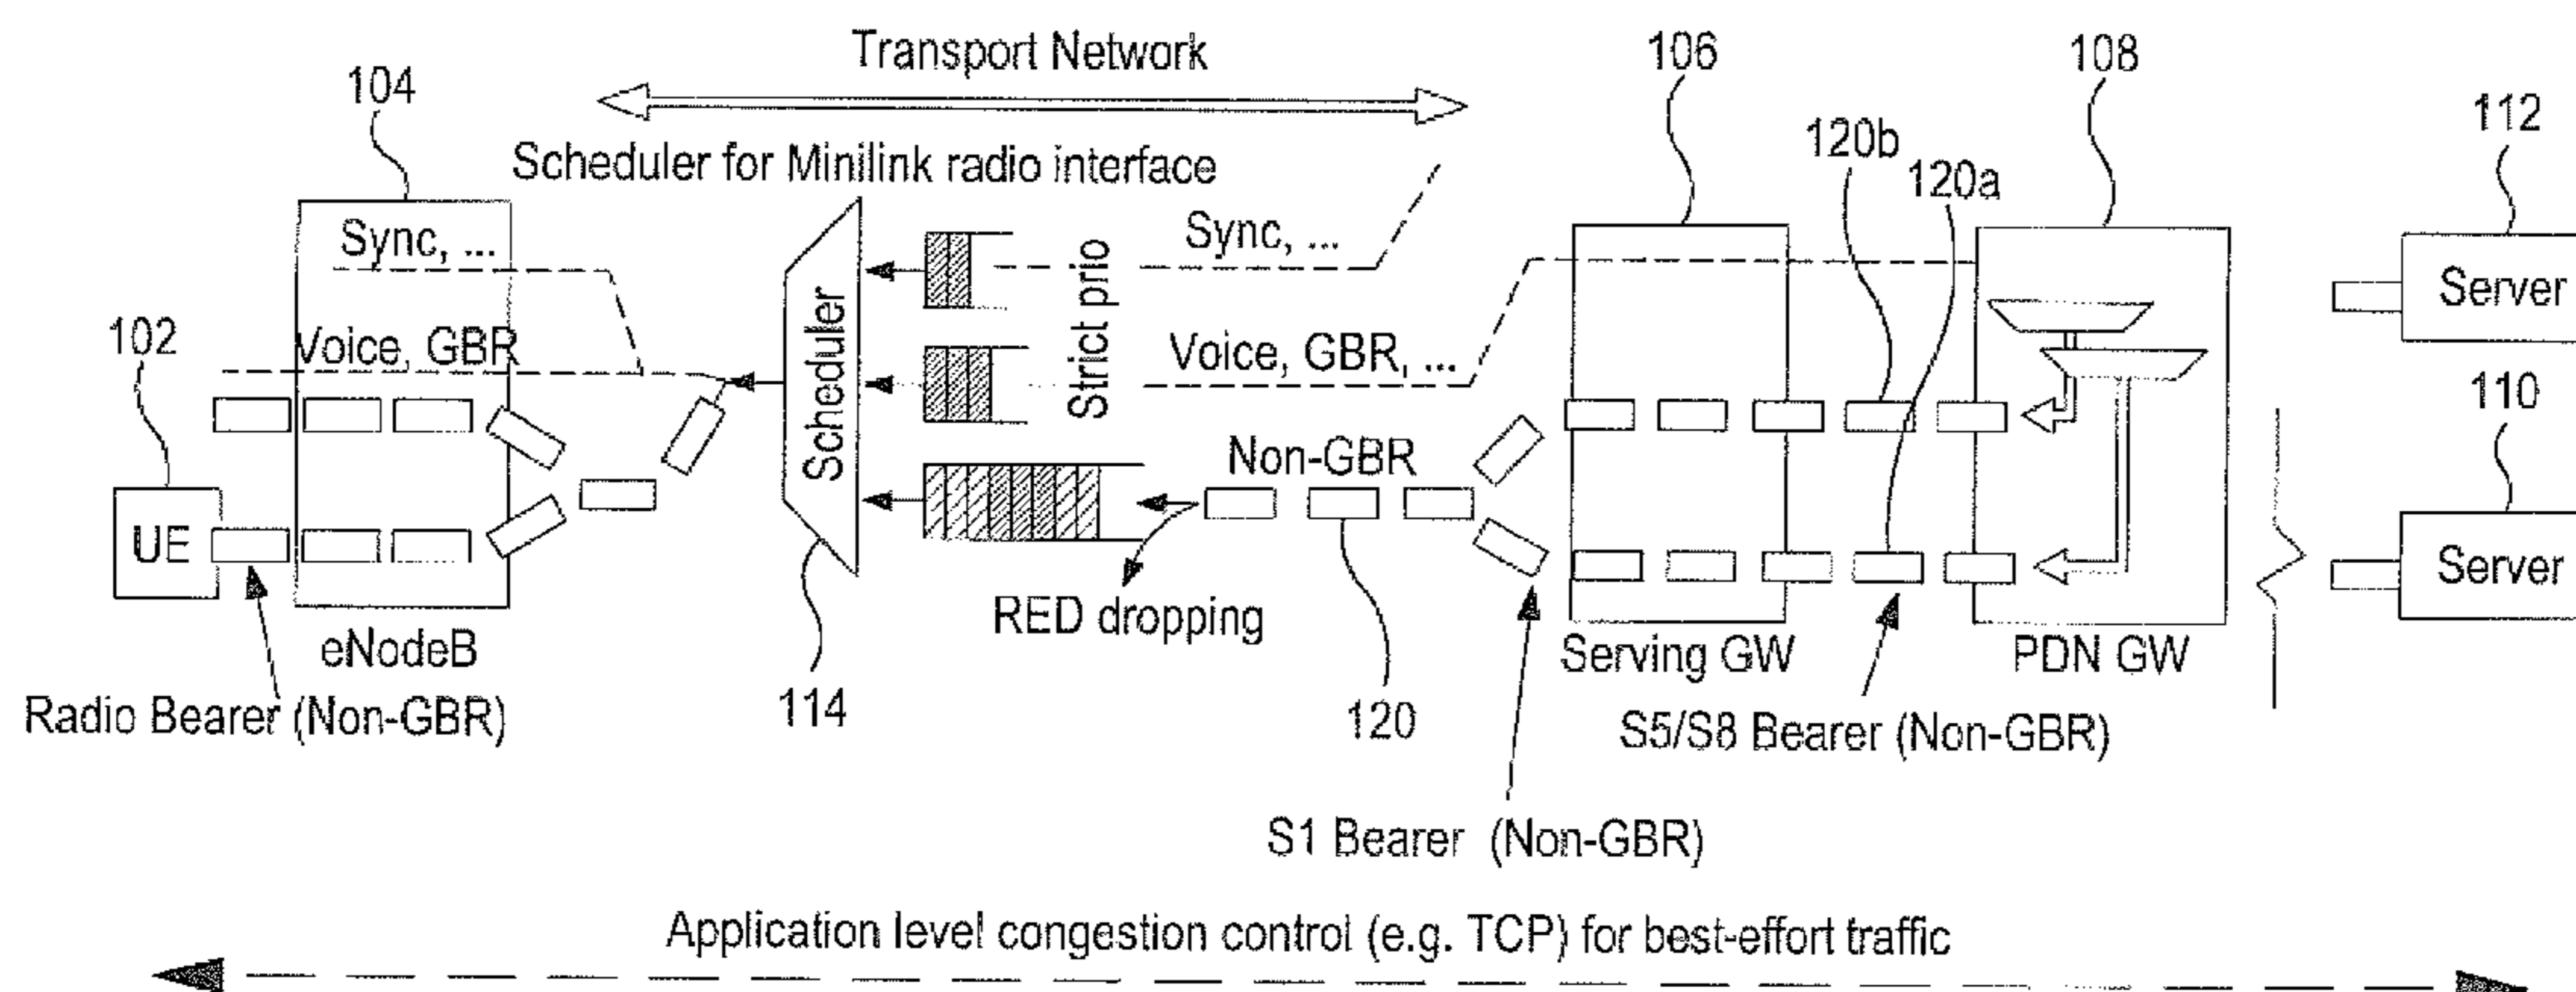 Transport Network
106
108
104
112
120b
Scheduler for Minilink radio interface
120a
Sync, ...
Sync, ...
Server
102
Voice, GBR
Scheduler
Strict prio
Voice, GBR, ...
110
Non-GBR
UE
Server
RED dropping
eNodeB
Serving GW
PDN GW
114
120
Radio Bearer (Non-GBR)
S5/S8 Bearer (Non-GBR)
S1 Bearer (Non-GBR)
Application level congestion control (e.g. TCP) for best-effort traffic